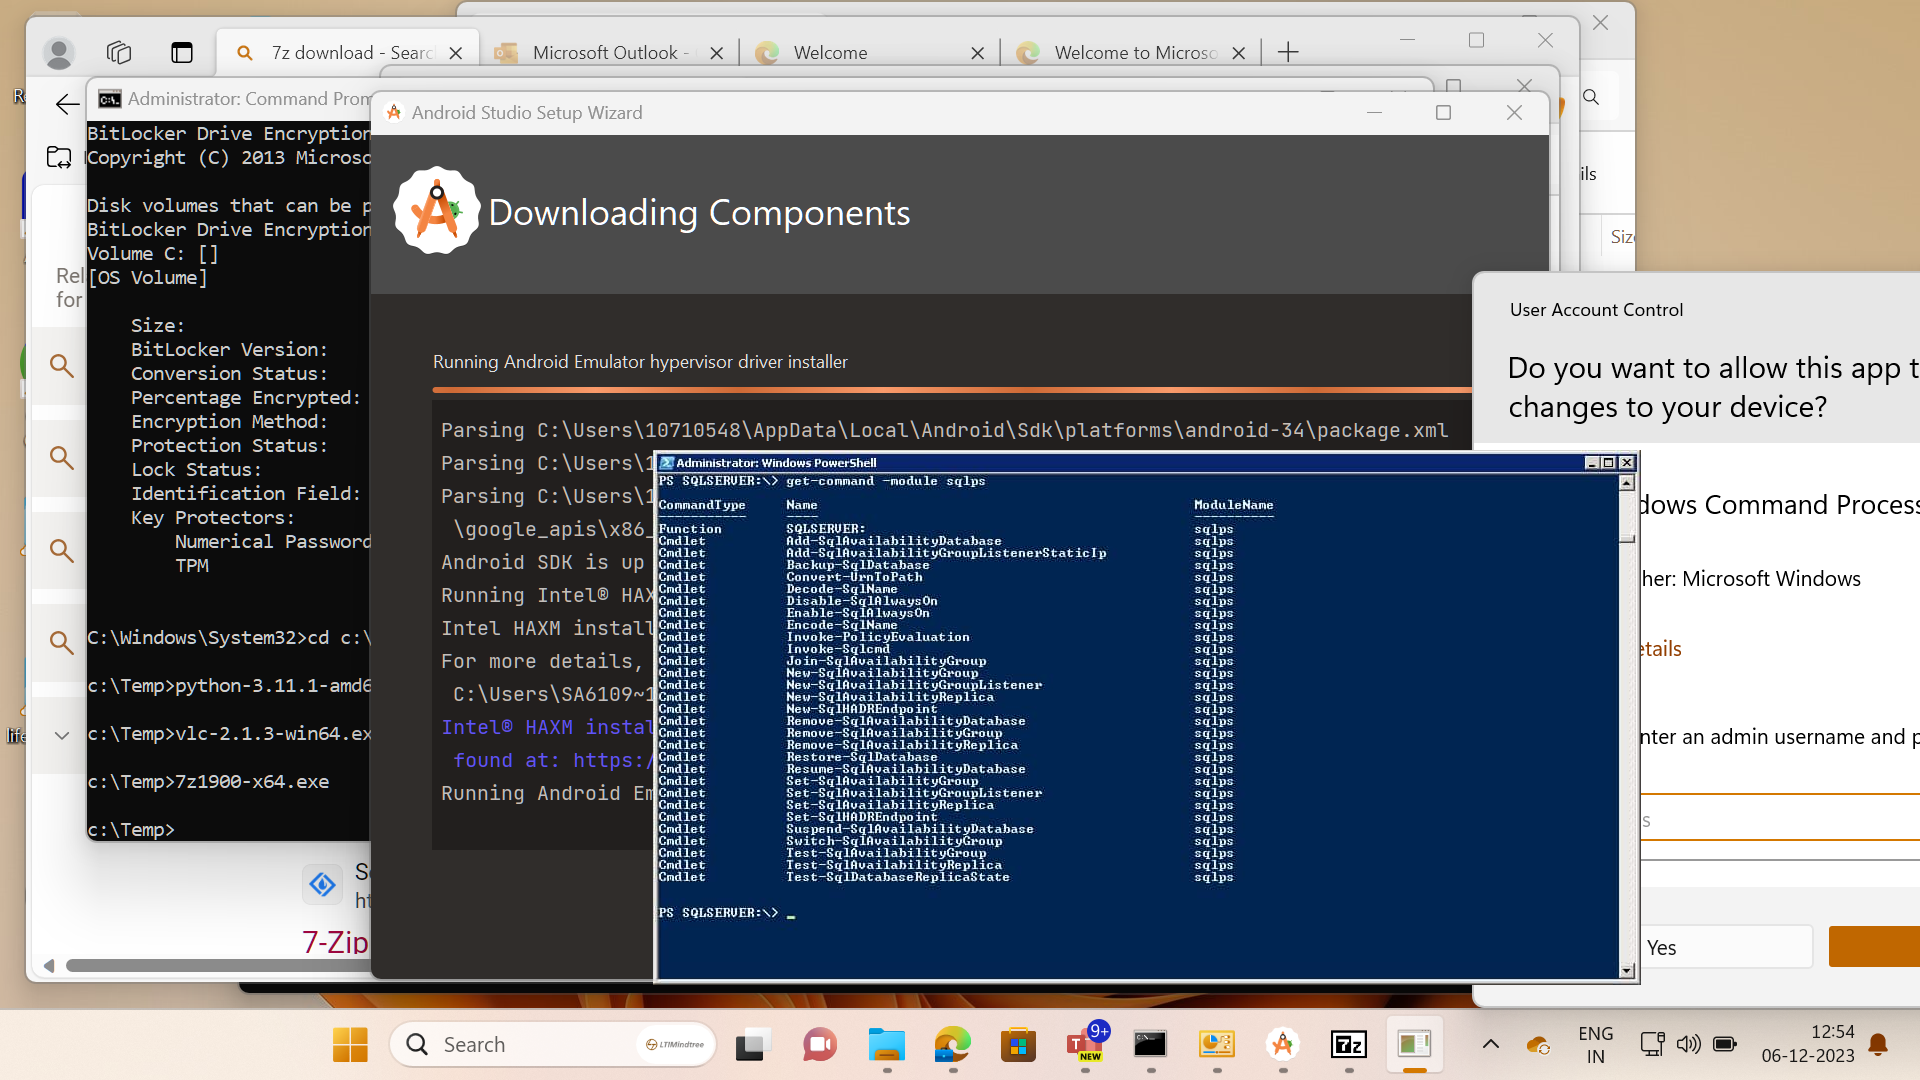 7z download - Searc
Microsoft Outlook -
Welcome
Welcome to Microso
Administrator: Command Prom
BitLocker Drive Encryption
Copyright (C) 2013 Microso
Disk volumes that can be p
BitLocker Drive Encryption
Volume C: []
[OS Volume]
Size:
BitLocker Version:
Conversion Status:
Percentage Encrypted:
Encryption Method:
Protection Status:
Lock Status:
Identification Field:
Key Protectors:
Numerical Password
TPM
C:\Windows\System32>cd c:\
c:\Temp>python-3.11.1-amd6
c:\Temp>vlc-2.1.3-win64.ex
c:\Temp>7z1900-x64.exe
c:\Temp>
Rel
for
life
7-Zip
Android Studio Setup Wizard
Downloading Components
Running Android Emulator hypervisor driver installer
Parsing C:\Users\10710548\AppData\Local\Android\Sdk\platforms\android-34\package.xml
Parsing C:\Users\1
Parsing C:\Users\1
\google_apis\x86_
Android SDK is up
Running Intel® HAX
Intel HAXM install
For more details,
C:\Users\SA6109~1
Intel® HAXM instal
found at: https:/
Running Android Em
Administrator: Windows PowerShell
PS SQLSERVER:\> get-command -module sqlps
CommandType Name ModuleName
----------- ---- ----------
Function SQLSERVER: sqlps
Cmdlet Add-SqlAvailabilityDatabase sqlps
Cmdlet Add-SqlAvailabilityGroupListenerStaticIp sqlps
Cmdlet Backup-SqlDatabase sqlps
Cmdlet Convert-UrnToPath sqlps
Cmdlet Decode-SqlName sqlps
Cmdlet Disable-SqlAlwaysOn sqlps
Cmdlet Enable-SqlAlwaysOn sqlps
Cmdlet Encode-SqlName sqlps
Cmdlet Invoke-PolicyEvaluation sqlps
Cmdlet Invoke-Sqlcmd sqlps
Cmdlet Join-SqlAvailabilityGroup sqlps
Cmdlet New-SqlAvailabilityGroup sqlps
Cmdlet New-SqlAvailabilityGroupListener sqlps
Cmdlet New-SqlAvailabilityReplica sqlps
Cmdlet New-SqlHADREndpoint sqlps
Cmdlet Remove-SqlAvailabilityDatabase sqlps
Cmdlet Remove-SqlAvailabilityGroup sqlps
Cmdlet Remove-SqlAvailabilityReplica sqlps
Cmdlet Restore-SqlDatabase sqlps
Cmdlet Resume-SqlAvailabilityDatabase sqlps
Cmdlet Set-SqlAvailabilityGroup sqlps
Cmdlet Set-SqlAvailabilityGroupListener sqlps
Cmdlet Set-SqlAvailabilityReplica sqlps
Cmdlet Set-SqlHADREndpoint sqlps
Cmdlet Suspend-SqlAvailabilityDatabase sqlps
Cmdlet Switch-SqlAvailabilityGroup sqlps
Cmdlet Test-SqlAvailabilityGroup sqlps
Cmdlet Test-SqlAvailabilityReplica sqlps
Cmdlet Test-SqlDatabaseReplicaState sqlps
PS SQLSERVER:\> _
ils
Size
User Account Control
Do you want to allow this app t
changes to your device?
dows Command Process
her: Microsoft Windows
etails
nter an admin username and p
s
Yes
Search
LTIMindtree
9+
NEW
7z
ENG
IN
12:54
06-12-2023